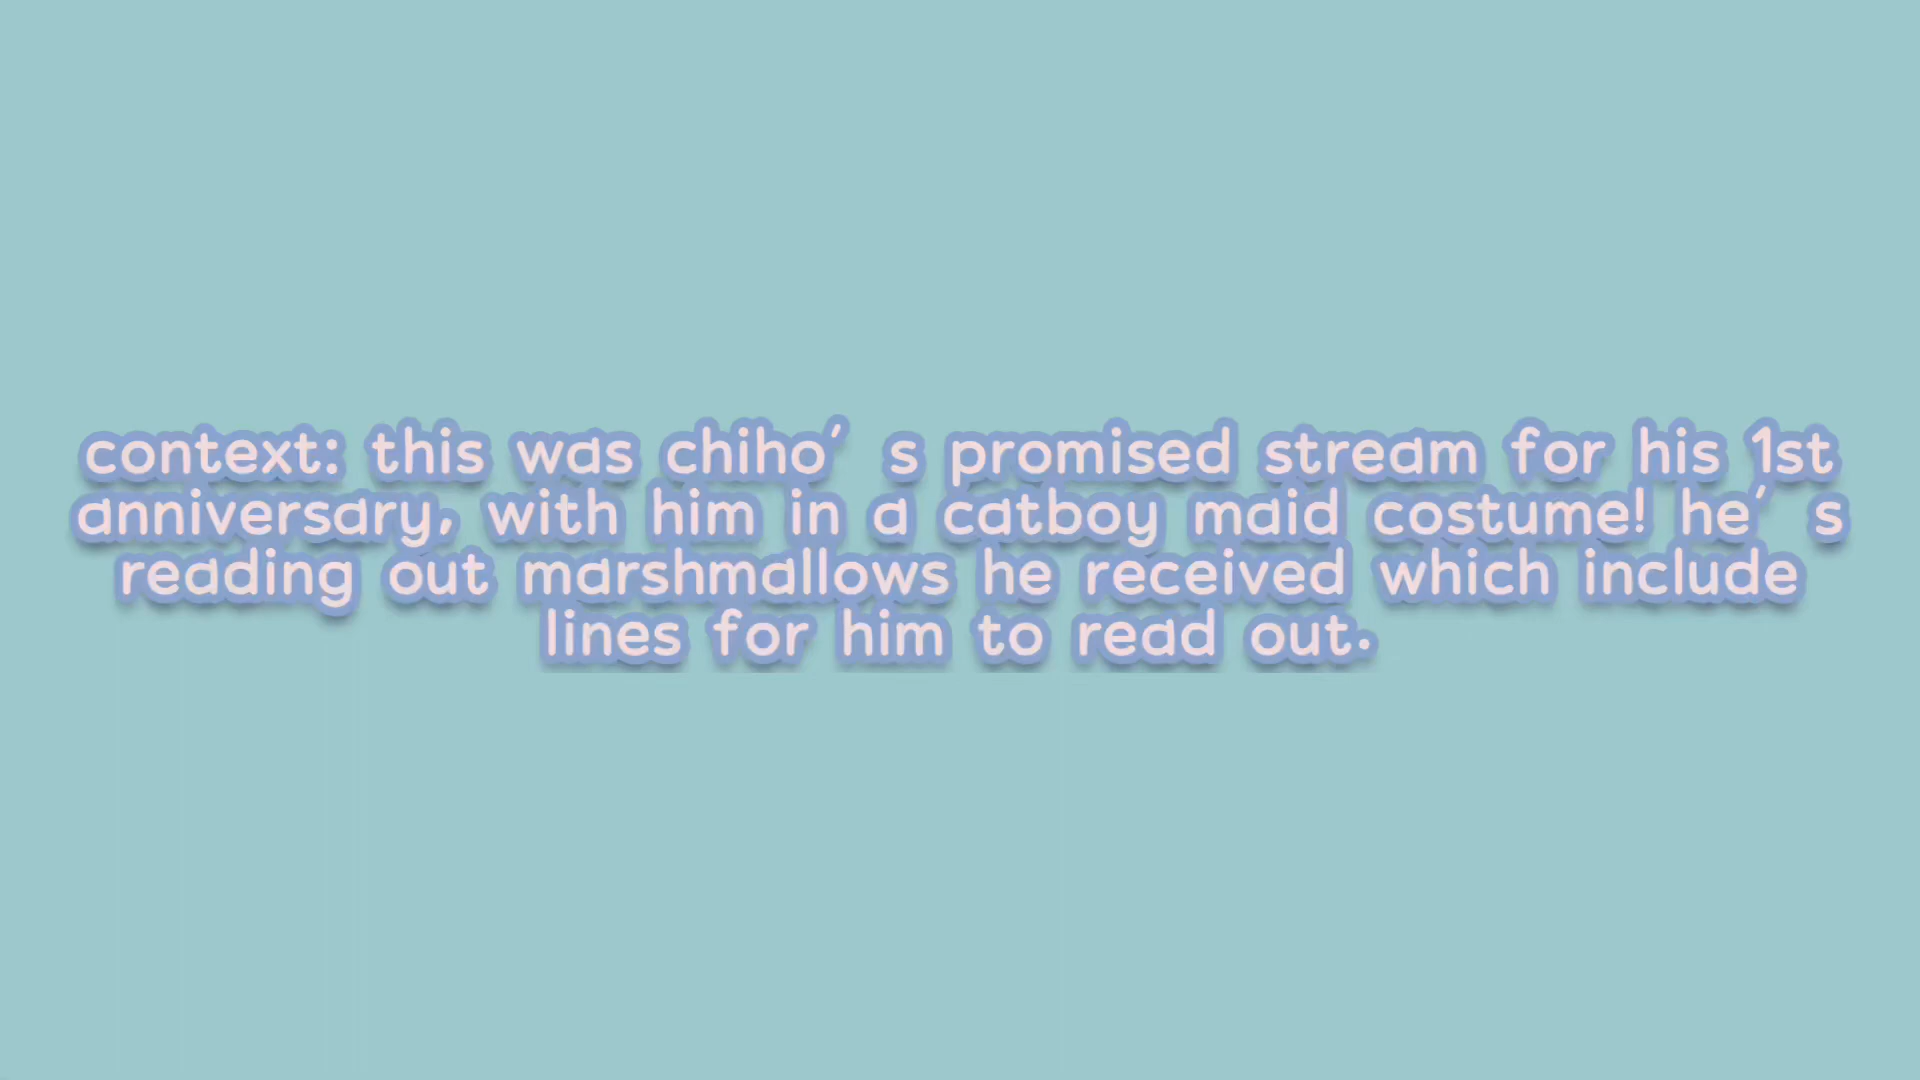 context: this was chiho’s promised stream for his 1st
anniversary, with him in a catboy maid costume! he’s
reading out marshmallows he received which include
lines for him to read out.